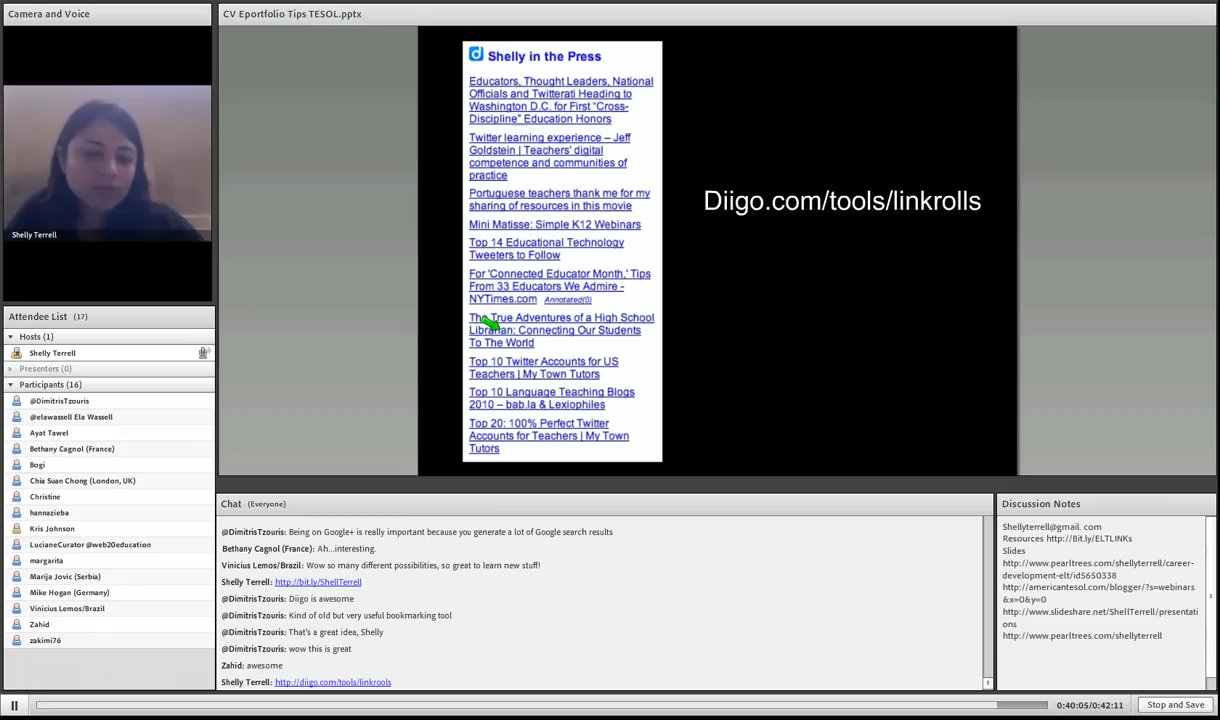 Camera and Voice
CV Eportfolio Tips TESOL.pptx
Shelly Terrell
Shelly in the Press
Educators, Thought Leaders, National
Officials and Twitterati Heading to
Washington D.C. for First "Cross-
Discipline" Education Honors
Twitter learning experience – Jeff
Goldstein | Teachers' digital
competence and communities of
practice
Portuguese teachers thank me for my
sharing of resources in this movie
Mini Matisse: Simple K12 Webinars
Top 14 Educational Technology
Tweeters to Follow
For 'Connected Educator Month,' Tips
From 33 Educators We Admire -
NYTimes.com Annotated(0)
The True Adventures of a High School
Librarian: Connecting Our Students
To The World
Top 10 Twitter Accounts for US
Teachers | My Town Tutors
Top 10 Language Teaching Blogs
2010 – bab.la & Lexiophiles
Top 20: 100% Perfect Twitter
Accounts for Teachers | My Town
Tutors
Diigo.com/tools/linkrolls
Attendee List (17)
Hosts (1)
Shelly Terrell
Presenters (0)
Participants (16)
@DimitrisTzouris
@elawassell Ela Wassell
Ayat Tawel
Bethany Cagnol (France)
Bogi
Chia Suan Chong (London, UK)
Christine
hannazieba
Kris Johnson
LucianeCurator @web20education
margarita
Marija Jovic (Serbia)
Mike Hogan (Germany)
Vinicius Lemos/Brazil
Zahid
zakimi76
Chat (Everyone)
@DimitrisTzouris: Being on Google+ is really important because you generate a lot of Google search results
Bethany Cagnol (France): Ah...interesting.
Vinicius Lemos/Brazil: Wow so many different possibilities, so great to learn new stuff!
Shelly Terrell: http://bit.ly/ShellTerrell
@DimitrisTzouris: Diigo is awesome
@DimitrisTzouris: Kind of old but very useful bookmarking tool
@DimitrisTzouris: That's a great idea, Shelly
@DimitrisTzouris: wow this is great
Zahid: awesome
Shelly Terrell: http://diigo.com/tools/linkrools
Discussion Notes
Shellyterrell@gmail. com
Resources http://Bit.ly/ELTLINKs
Slides
http://www.pearltrees.com/shellyterrell/career-
development-elt/id5650338
http://americantesol.com/blogger/?s=webinars
&x=0&y=0
http://www.slideshare.net/ShellTerrell/presentati
ons
http://www.pearltrees.com/shellyterrell
0:40:05/0:42:11
Stop and Save